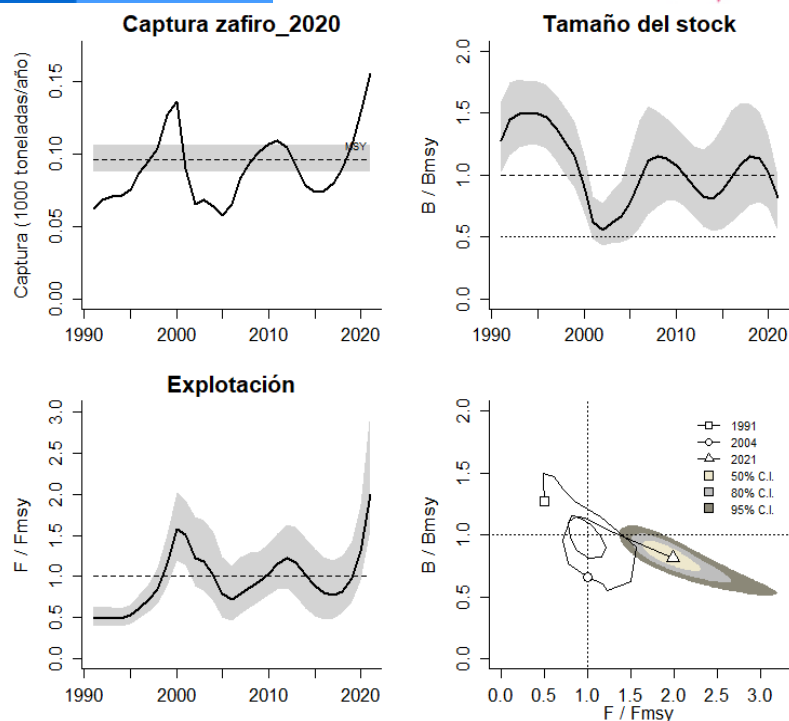 Captura zafiro_2020
Captura (1000 toneladas/año)
0.00 0.05 0.10 0.15
MSY
1990 2000 2010 2020
Tamaño del stock
B / Bmsy
0.0 0.5 1.0 1.5 2.0
1990 2000 2010 2020
Explotación
F / Fmsy
0.0 0.5 1.0 1.5 2.0 2.5 3.0
1990 2000 2010 2020
B / Bmsy
0.0 0.5 1.0 1.5 2.0
1991
2004
2021
50% C.I.
80% C.I.
95% C.I.
0.0 0.5 1.0 1.5 2.0 2.5 3.0
F / Fmsy